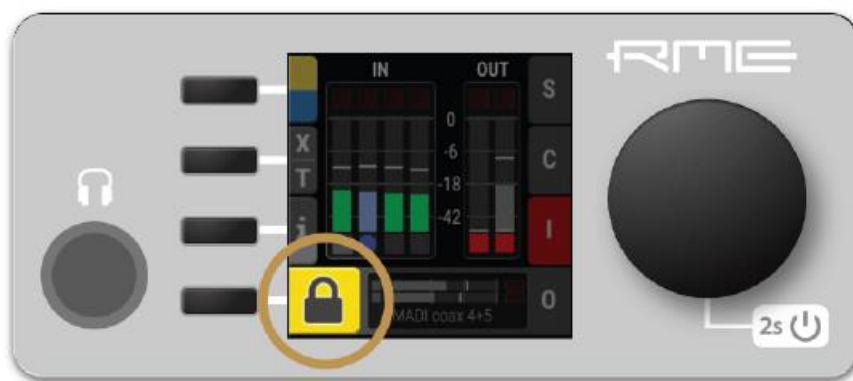 RME
IN OUT
S
0
X
T
-6
C
-18
i
-42
I
MADI coax 4+5
O
2s